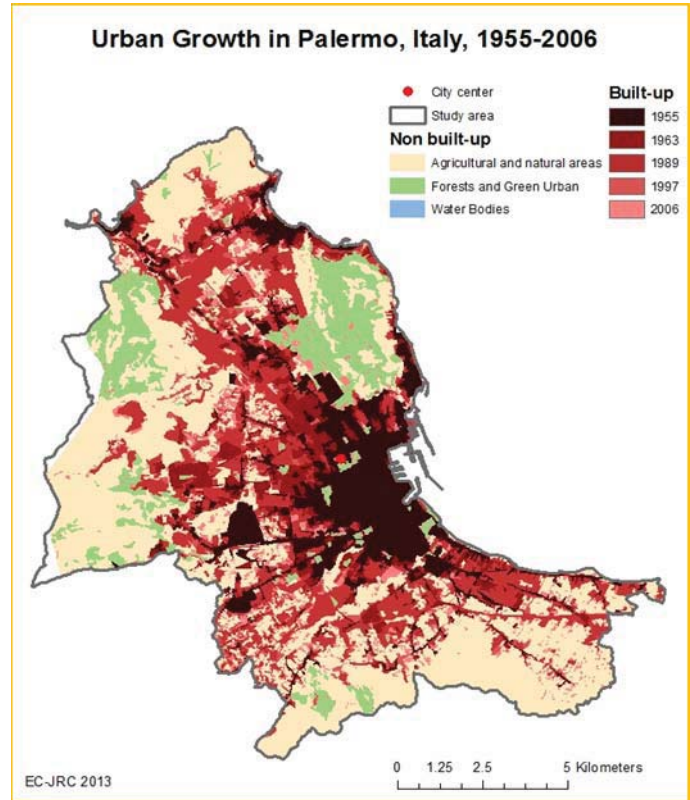 Urban Growth in Palermo, Italy, 1955-2006
City center
Study area
Non built-up
Agricultural and natural areas
Forests and Green Urban
Water Bodies
Built-up
1955
1963
1989
1997
2006
EC-JRC 2013
0 1.25 2.5 5 Kilometers